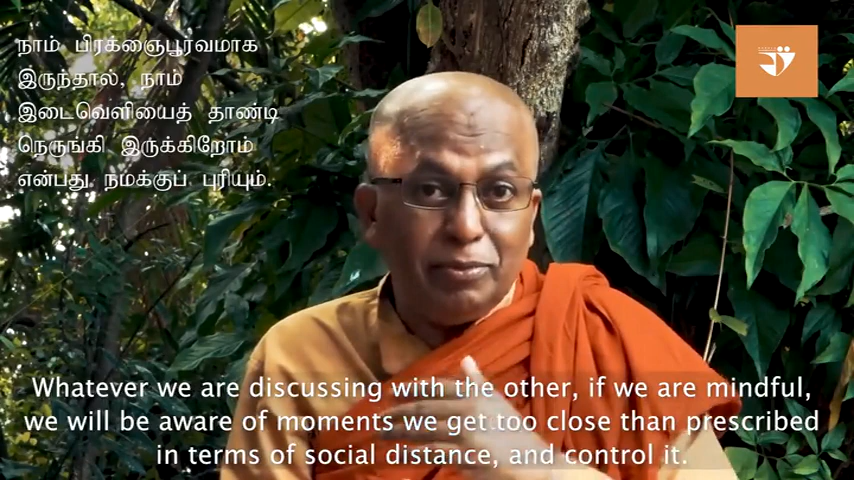 நாம் பிரக்ஞைபூர்வமாக
இருந்தால், நாம்
இடைவெளியைத் தாண்டி
நெருங்கி இருக்கிறோம்
என்பது நமக்குப் புரியும்.
Whatever we are discussing with the other, if we are mindful,
we will be aware of moments we get too close than prescribed
in terms of social distance, and control it.